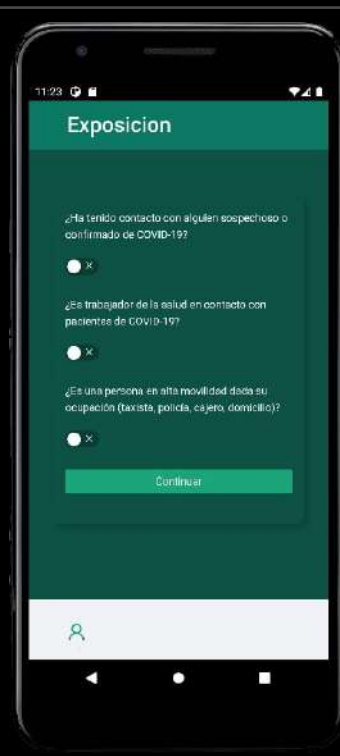 11:23
Exposicion
¿Ha tenido contacto con alguien sospechoso o
confirmado de COVID-19?
¿Es trabajador de la salud en contacto con
pacientes de COVID-19?
¿Es una persona en alta movilidad dada su
ocupación (taxista, policía, cajero, domicilio)?
Continuar